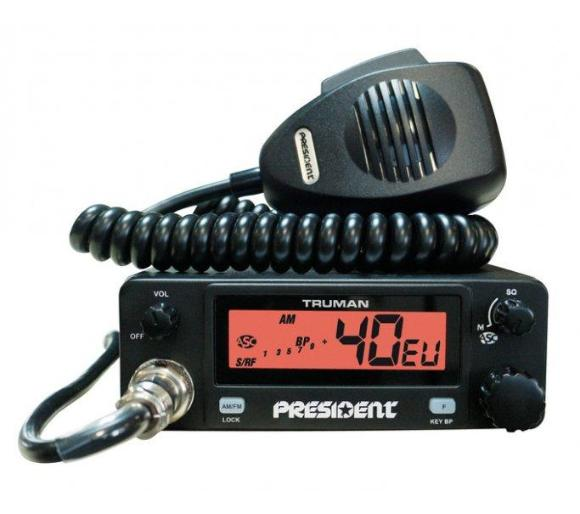 PRESIDENT
VOL
OFF
TRUMAN
AM
ASC
BP
S/RF 1 3 5 7 9 +
40EU
SQ
M
ASC
AM/FM
LOCK
PRESIDENT
F
KEY BP